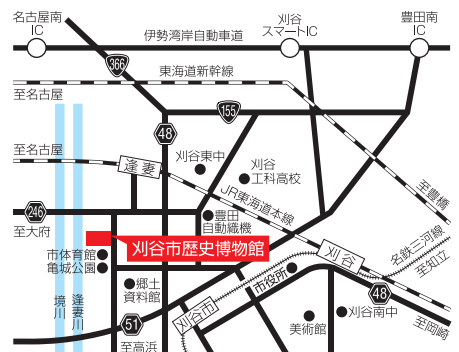 名古屋南
IC
伊勢湾岸自動車道
刈谷
スマートIC
豊田南
IC
366
東海道新幹線
至名古屋
155
48
至名古屋
逢妻
刈谷東中
刈谷
工科高校
JR東海道本線
至豊橋
246
至大府
豊田
自動織機
刈谷市歴史博物館
刈谷
名鉄三河線
至知立
市体育館
亀城公園
郷土
資料館
市役所
刈谷市
48
境川
逢妻川
51
至高浜
美術館
刈谷南中
至岡崎